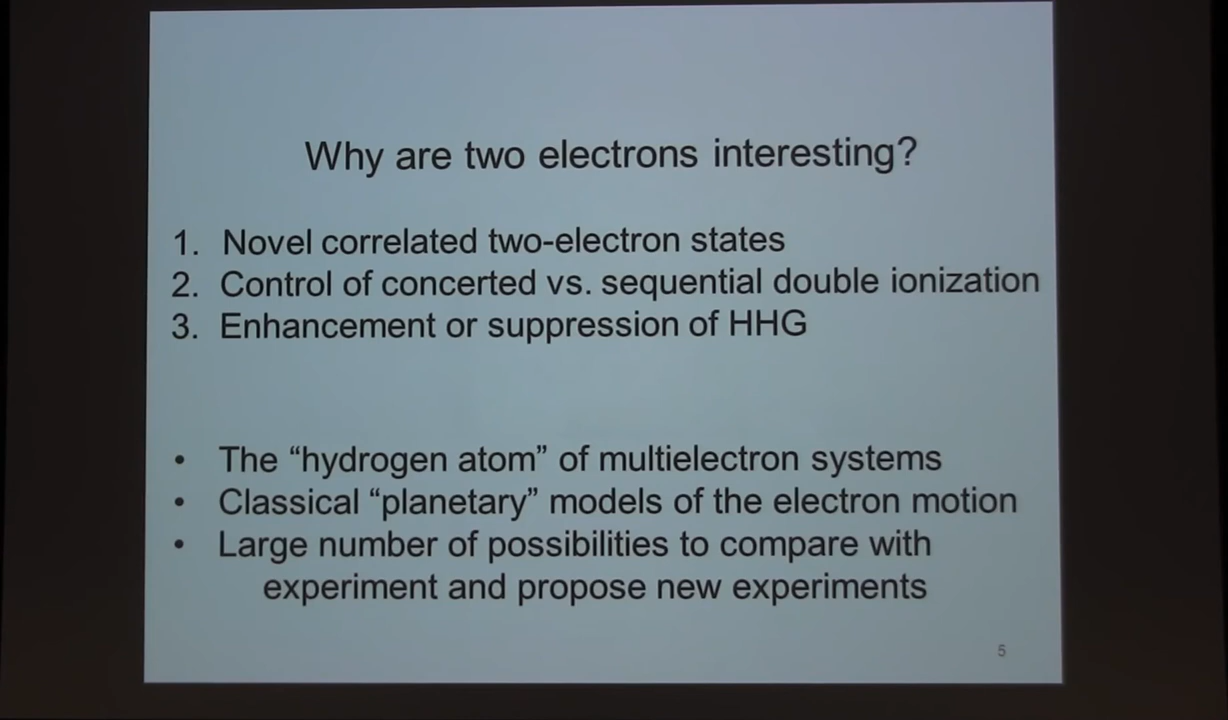 Why are two electrons interesting?
1. Novel correlated two-electron states
2. Control of concerted vs. sequential double ionization
3. Enhancement or suppression of HHG
• The “hydrogen atom” of multielectron systems
• Classical “planetary” models of the electron motion
• Large number of possibilities to compare with
experiment and propose new experiments
5